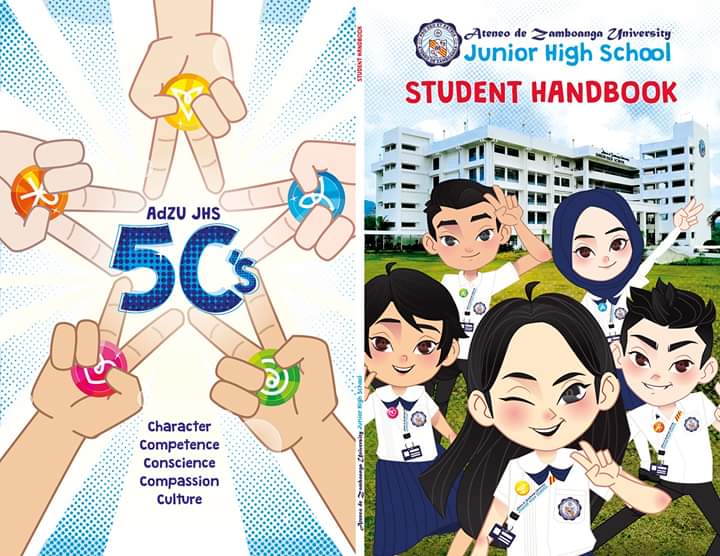 AdZU JHS
5C's
Character
Competence
Conscience
Compassion
Culture
STUDENT HANDBOOK
Ateneo de Zamboanga University Junior High School
Ateneo de Zamboanga University
Junior High School
STUDENT HANDBOOK